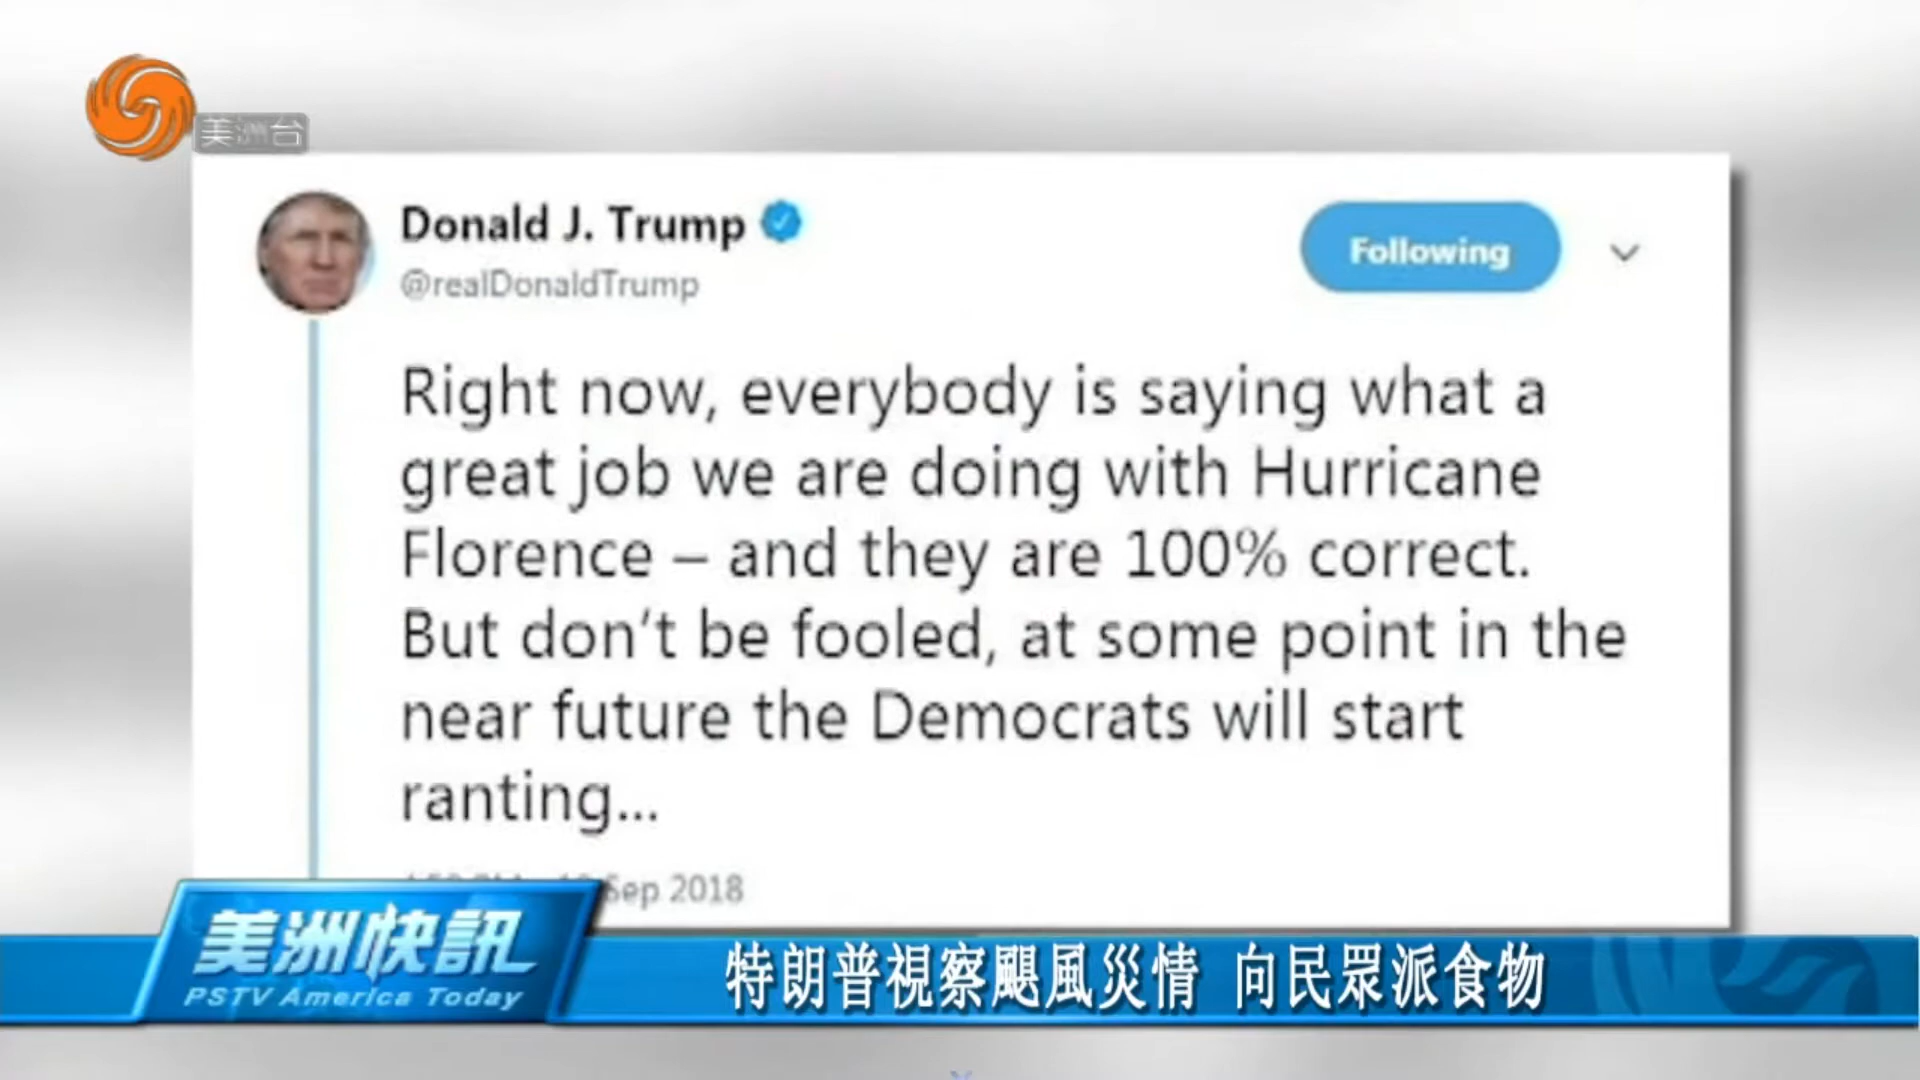 美洲台
Donald J. Trump
@realDonaldTrump
Following
Right now, everybody is saying what a
great job we are doing with Hurricane
Florence – and they are 100% correct.
But don't be fooled, at some point in the
near future the Democrats will start
ranting...
Sep 2018
美洲快訊
PSTV America Today
特朗普視察颶風災情 向民眾派食物